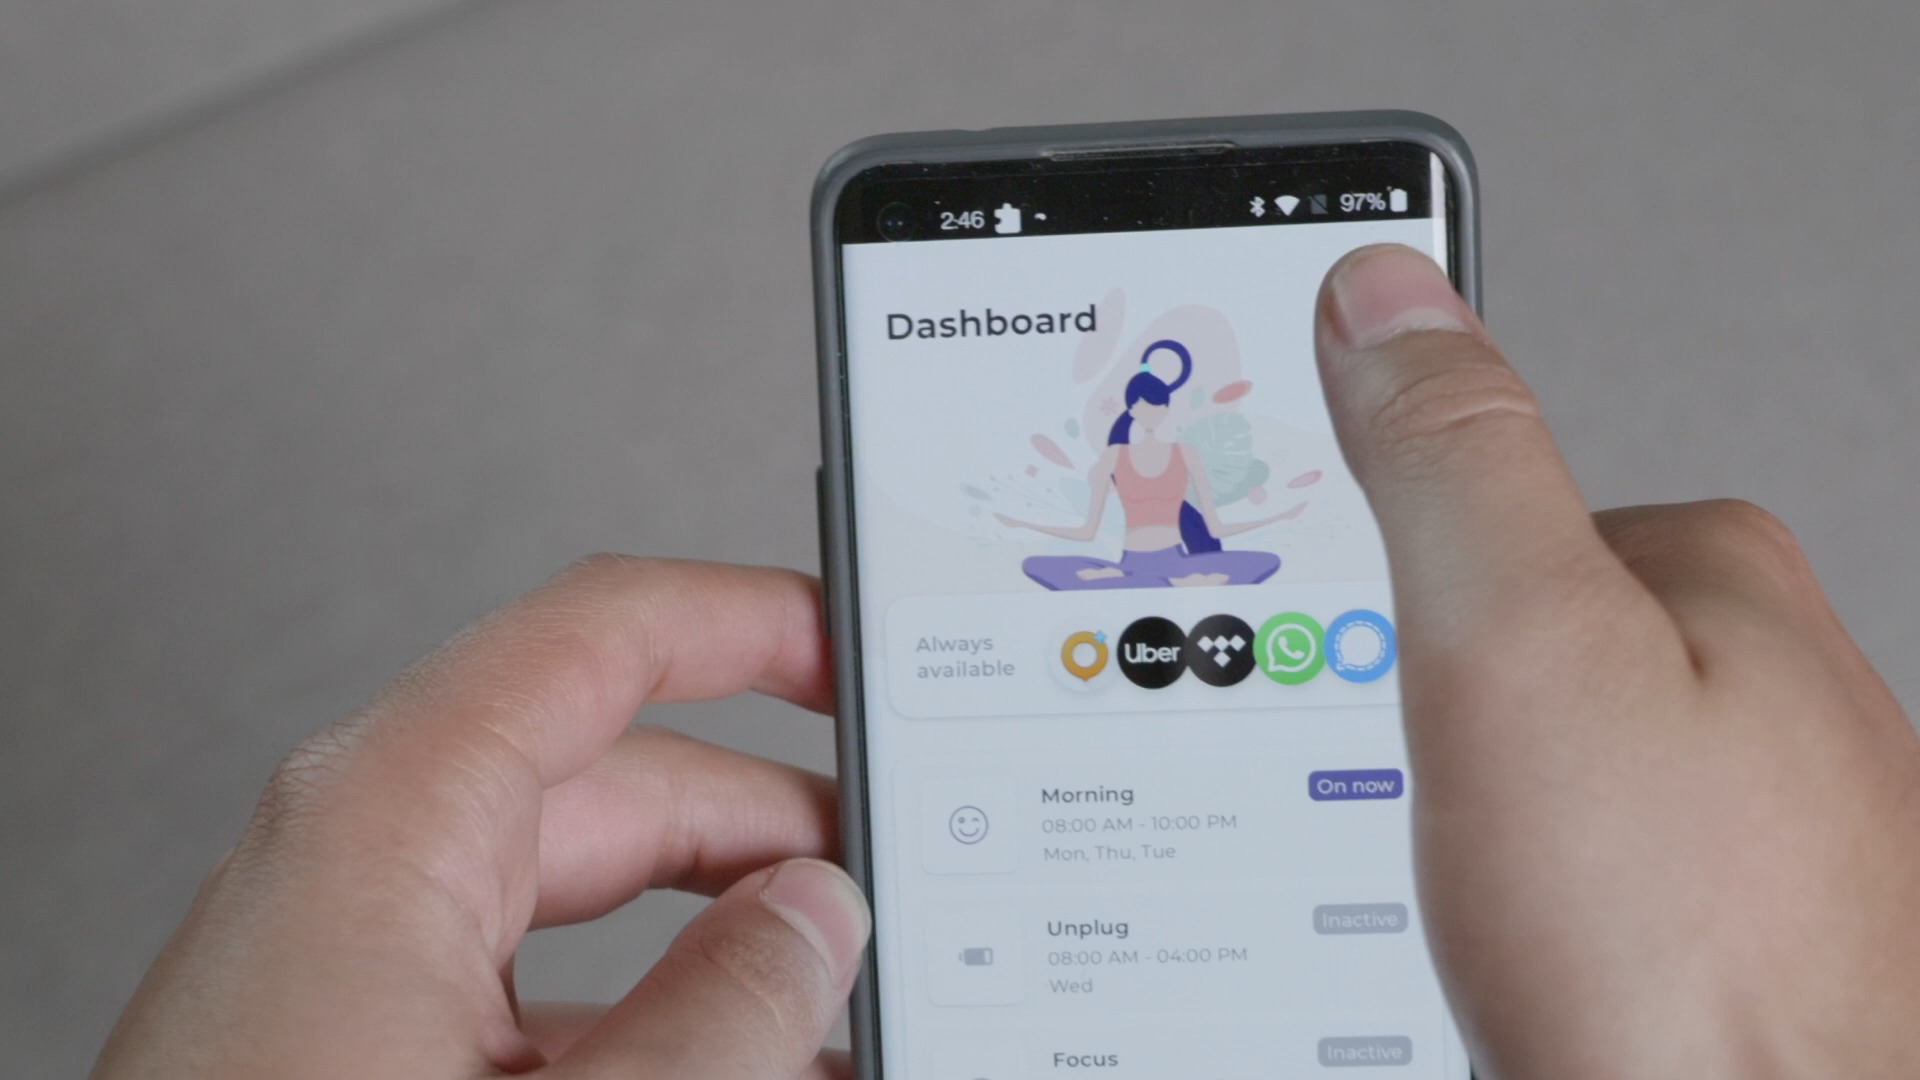 2:46 97%
Dashboard
Always
available
Uber
Morning
On now
08:00 AM - 10:00 PM
Mon, Thu, Tue
Unplug
Inactive
08:00 AM - 04:00 PM
Wed
Focus
Inactive